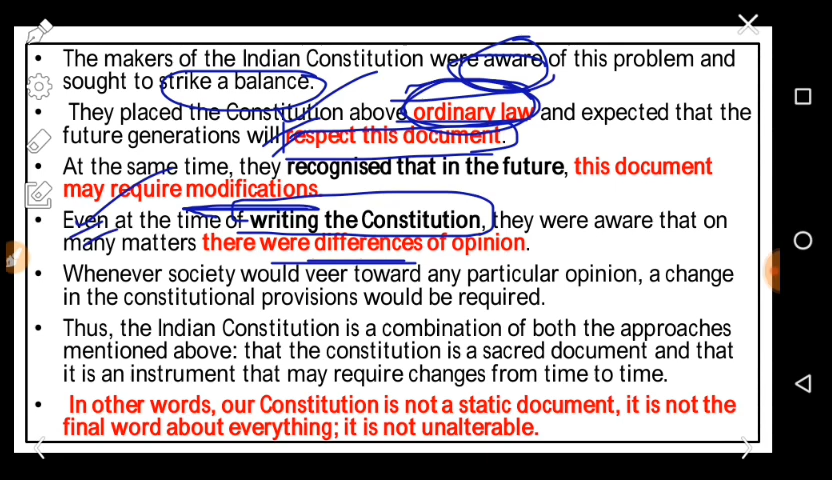 • The makers of the Indian Constitution were aware of this problem and
sought to strike a balance.
• They placed the Constitution above ordinary law and expected that the
future generations will respect this document.
• At the same time, they recognised that in the future, this document
may require modifications.
• Even at the time of writing the Constitution, they were aware that on
many matters there were differences of opinion.
• Whenever society would veer toward any particular opinion, a change
in the constitutional provisions would be required.
• Thus, the Indian Constitution is a combination of both the approaches
mentioned above: that the constitution is a sacred document and that
it is an instrument that may require changes from time to time.
• In other words, our Constitution is not a static document, it is not the
final word about everything; it is not unalterable.